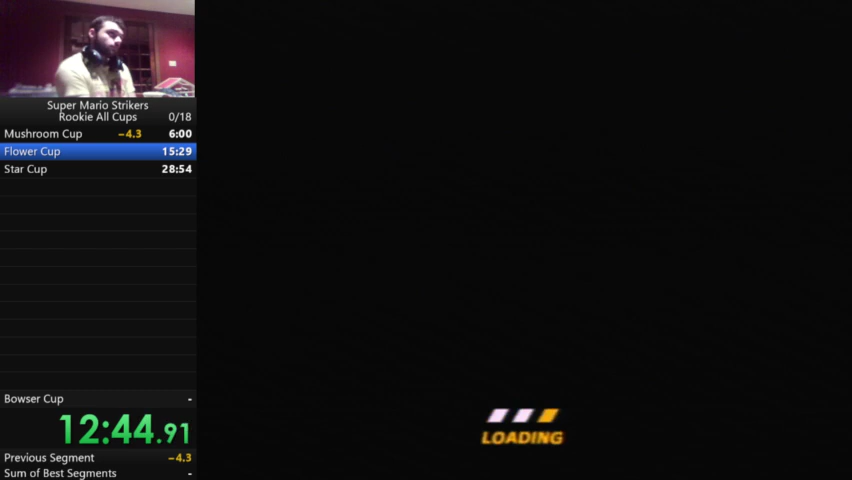 Super Mario Strikers
Rookie All Cups 0/18
Mushroom Cup -4.3 6:00
Flower Cup 15:29
Star Cup 28:54
Bowser Cup -
12:44.91
Previous Segment -4.3
Sum of Best Segments -
LOADING